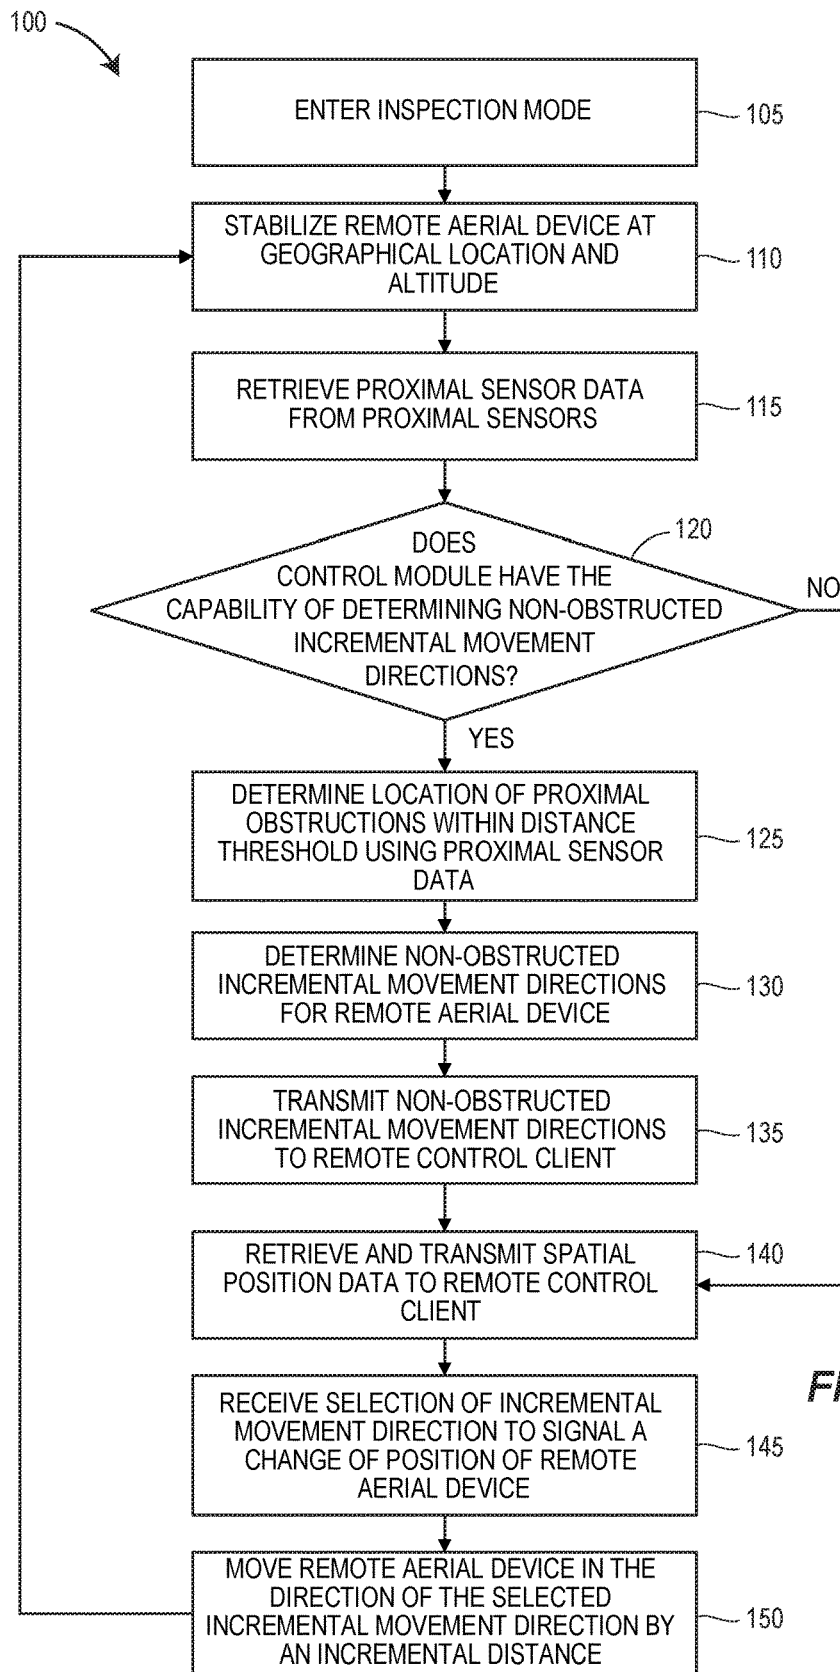 100
ENTER INSPECTION MODE
105
STABILIZE REMOTE AERIAL DEVICE AT
GEOGRAPHICAL LOCATION AND
ALTITUDE
110
RETRIEVE PROXIMAL SENSOR DATA
FROM PROXIMAL SENSORS
115
120
DOES
CONTROL MODULE HAVE THE
CAPABILITY OF DETERMINING NON-OBSTRUCTED
INCREMENTAL MOVEMENT
DIRECTIONS?
NO
YES
DETERMINE LOCATION OF PROXIMAL
OBSTRUCTIONS WITHIN DISTANCE
THRESHOLD USING PROXIMAL SENSOR
DATA
125
DETERMINE NON-OBSTRUCTED
INCREMENTAL MOVEMENT DIRECTIONS
FOR REMOTE AERIAL DEVICE
130
TRANSMIT NON-OBSTRUCTED
INCREMENTAL MOVEMENT DIRECTIONS
TO REMOTE CONTROL CLIENT
135
RETRIEVE AND TRANSMIT SPATIAL
POSITION DATA TO REMOTE CONTROL
CLIENT
140
RECEIVE SELECTION OF INCREMENTAL
MOVEMENT DIRECTION TO SIGNAL A
CHANGE OF POSITION OF REMOTE
AERIAL DEVICE
145
MOVE REMOTE AERIAL DEVICE IN THE
DIRECTION OF THE SELECTED
INCREMENTAL MOVEMENT DIRECTION BY
AN INCREMENTAL DISTANCE
150